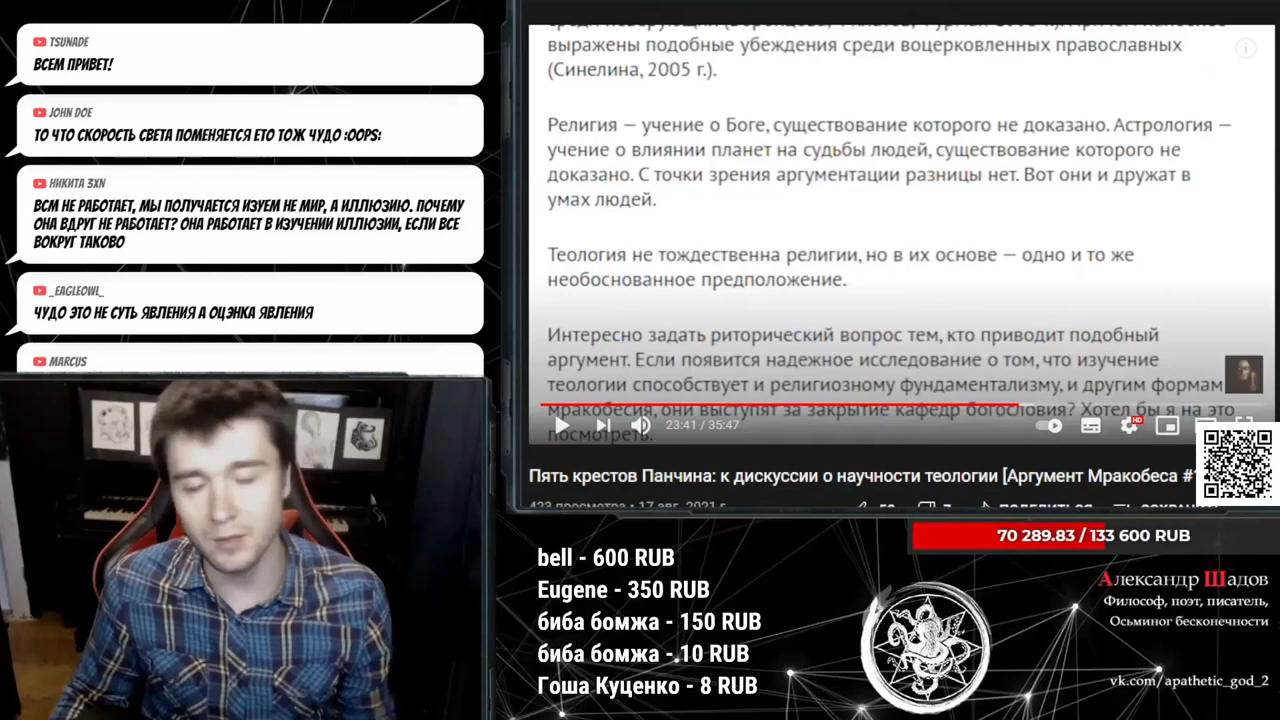 TSUNADE
ВСЕМ ПРИВЕТ!
JOHN DOE
ТО ЧТО СКОРОСТЬ СВЕТА ПОМЕНЯЕТСЯ ЕТО ТОЖ ЧУДО :OOPS:
НИКИТА 3XN
ВСМ НЕ РАБОТАЕТ, МЫ ПОЛУЧАЕТСЯ ИЗУЕМ НЕ МИР, А ИЛЛЮЗИЮ. ПОЧЕМУ
ОНА ВДРУГ НЕ РАБОТАЕТ? ОНА РАБОТАЕТ В ИЗУЧЕНИИ ИЛЛЮЗИИ, ЕСЛИ ВСЕ
ВОКРУГ ТАКОВО
_EAGLEOWL_
ЧУДО ЭТО НЕ СУТЬ ЯВЛЕНИЯ А ОЦЭНКА ЯВЛЕНИЯ
MARCUS
выражены подобные убеждения среди воцерковленных православных
(Синелина, 2005 г.).
Религия — учение о Боге, существование которого не доказано. Астрология —
учение о влиянии планет на судьбы людей, существование которого не
доказано. С точки зрения аргументации разницы нет. Вот они и дружат в
умах людей.
Теология не тождественна религии, но в их основе — одно и то же
необоснованное предположение.
Интересно задать риторический вопрос тем, кто приводит подобный
аргумент. Если появится надежное исследование о том, что изучение
теологии способствует и религиозному фундаментализму, и другим формам
мракобесия, они выступят за закрытие кафедр богословия? Хотел бы я на это
посмотреть.
23:41 / 35:47
HD
Пять крестов Панчина: к дискуссии о научности теологии [Аргумент Мракобеса #
423 просмотра • 17 авг. 2021 г.
70 289.83 / 133 600 RUB
bell - 600 RUB
Eugene - 350 RUB
биба бомжа - 150 RUB
биба бомжа - 10 RUB
Гоша Куценко - 8 RUB
Александр Шадов
Философ, поэт, писатель,
Осьминог бесконечности
vk.com/apathetic_god_2